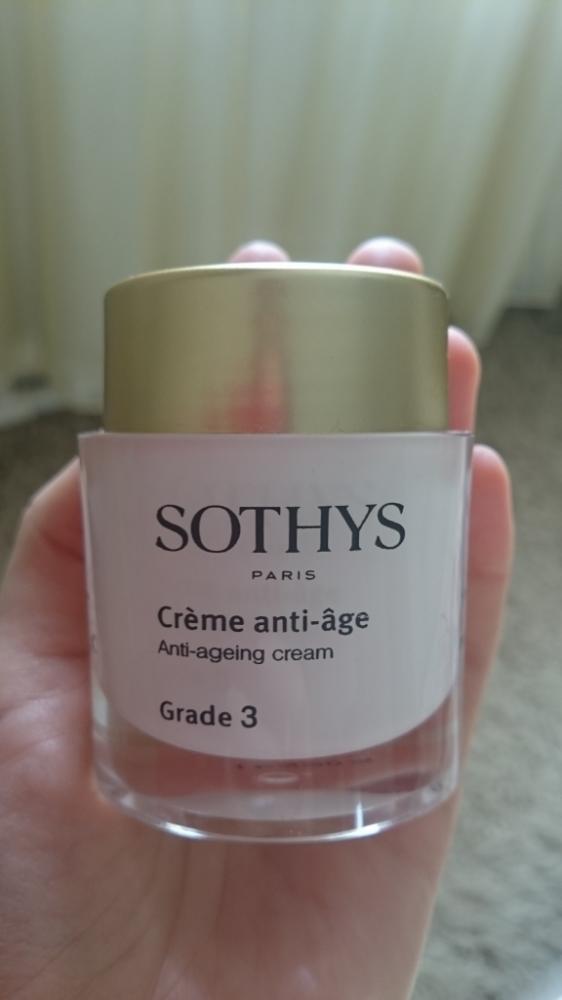 SOTHYS
PARIS
Crème anti-âge
Anti-ageing cream
Grade 3